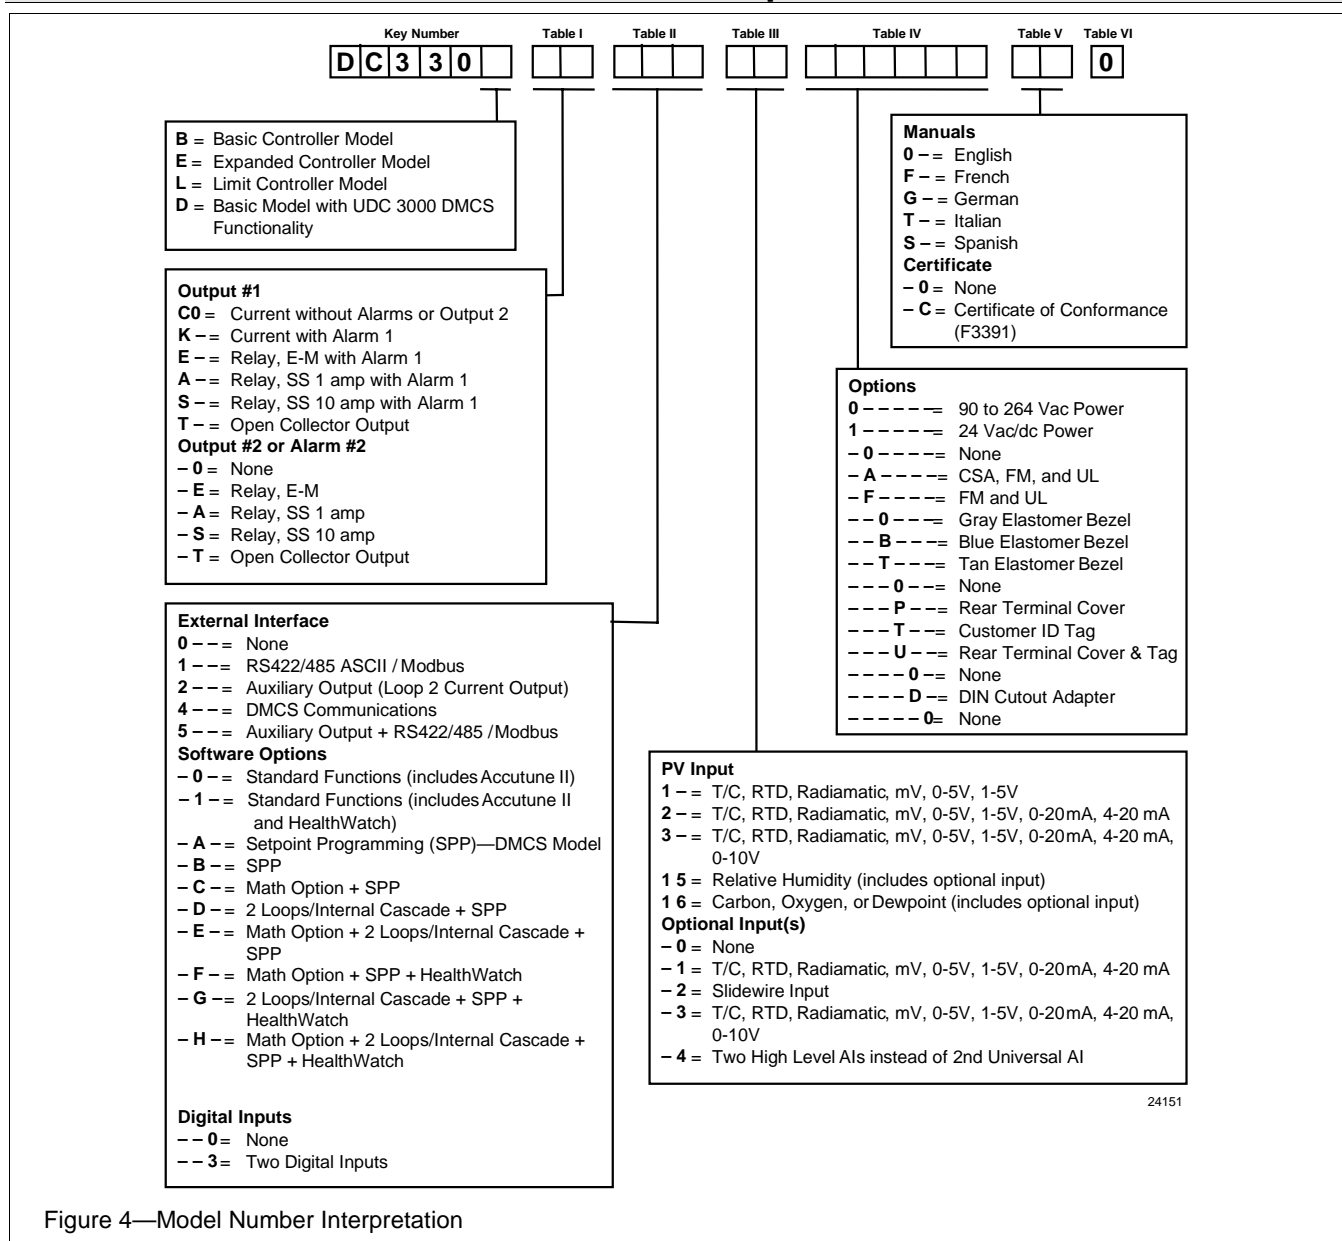 Key Number Table I Table II Table III Table IV Table V Table VI
D C 3 3 0 0
B = Basic Controller Model
E = Expanded Controller Model
L = Limit Controller Model
D = Basic Model with UDC 3000 DMCS
Functionality
Manuals
0 – = English
F – = French
G – = German
T – = Italian
S – = Spanish
Certificate
– 0 = None
– C = Certificate of Conformance
(F3391)
Output #1
C0 = Current without Alarms or Output 2
K – = Current with Alarm 1
E – = Relay, E-M with Alarm 1
A – = Relay, SS 1 amp with Alarm 1
S – = Relay, SS 10 amp with Alarm 1
T – = Open Collector Output
Output #2 or Alarm #2
– 0 = None
– E = Relay, E-M
– A = Relay, SS 1 amp
– S = Relay, SS 10 amp
– T = Open Collector Output
Options
0 – – – – – = 90 to 264 Vac Power
1 – – – – – = 24 Vac/dc Power
– 0 – – – – = None
– A – – – – = CSA, FM, and UL
– F – – – – = FM and UL
– – 0 – – – = Gray Elastomer Bezel
– – B – – – = Blue Elastomer Bezel
– – T – – – = Tan Elastomer Bezel
– – – 0 – – = None
– – – P – – = Rear Terminal Cover
– – – T – – = Customer ID Tag
– – – U – – = Rear Terminal Cover & Tag
– – – – 0 – = None
– – – – D – = DIN Cutout Adapter
– – – – – 0 = None
External Interface
0 – – = None
1 – – = RS422/485 ASCII / Modbus
2 – – = Auxiliary Output (Loop 2 Current Output)
4 – – = DMCS Communications
5 – – = Auxiliary Output + RS422/485 /Modbus
Software Options
– 0 – = Standard Functions (includes Accutune II)
– 1 – = Standard Functions (includes Accutune II
and HealthWatch)
– A – = Setpoint Programming (SPP)—DMCS Model
– B – = SPP
– C – = Math Option + SPP
– D – = 2 Loops/Internal Cascade + SPP
– E – = Math Option + 2 Loops/Internal Cascade +
SPP
– F – = Math Option + SPP + HealthWatch
– G – = 2 Loops/Internal Cascade + SPP +
HealthWatch
– H – = Math Option + 2 Loops/Internal Cascade +
SPP + HealthWatch
Digital Inputs
– – 0 = None
– – 3 = Two Digital Inputs
PV Input
1 – = T/C, RTD, Radiamatic, mV, 0-5V, 1-5V
2 – = T/C, RTD, Radiamatic, mV, 0-5V, 1-5V, 0-20mA, 4-20 mA
3 – = T/C, RTD, Radiamatic, mV, 0-5V, 1-5V, 0-20mA, 4-20 mA,
0-10V
1 5 = Relative Humidity (includes optional input)
1 6 = Carbon, Oxygen, or Dewpoint (includes optional input)
Optional Input(s)
– 0 = None
– 1 = T/C, RTD, Radiamatic, mV, 0-5V, 1-5V, 0-20mA, 4-20 mA
– 2 = Slidewire Input
– 3 = T/C, RTD, Radiamatic, mV, 0-5V, 1-5V, 0-20mA, 4-20 mA,
0-10V
– 4 = Two High Level AIs instead of 2nd Universal AI
24151
Figure 4—Model Number Interpretation